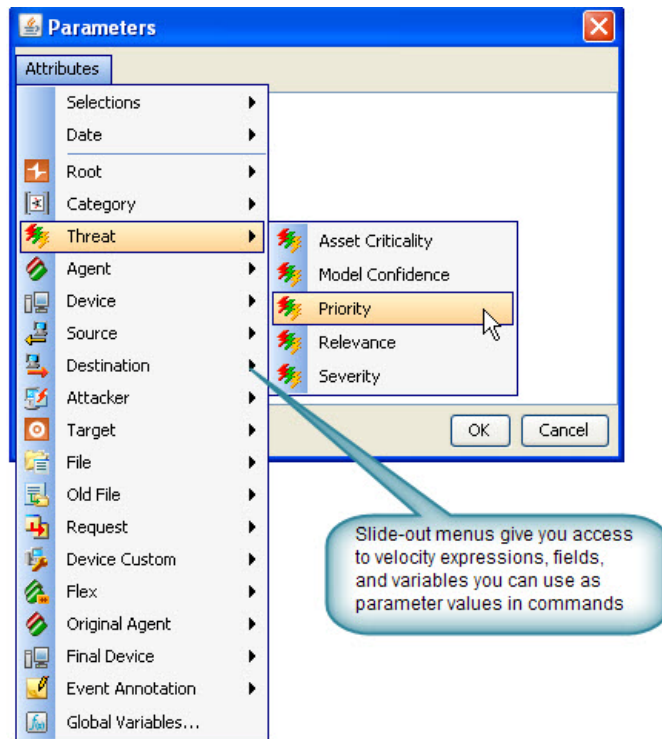 Parameters
Attributes
Selections
Date
Root
Category
Threat
Agent
Device
Source
Destination
Attacker
Target
File
Old File
Request
Device Custom
Flex
Original Agent
Final Device
Event Annotation
Global Variables...
Asset Criticality
Model Confidence
Priority
Relevance
Severity
OK
Cancel
Slide-out menus give you access
to velocity expressions, fields,
and variables you can use as
parameter values in commands